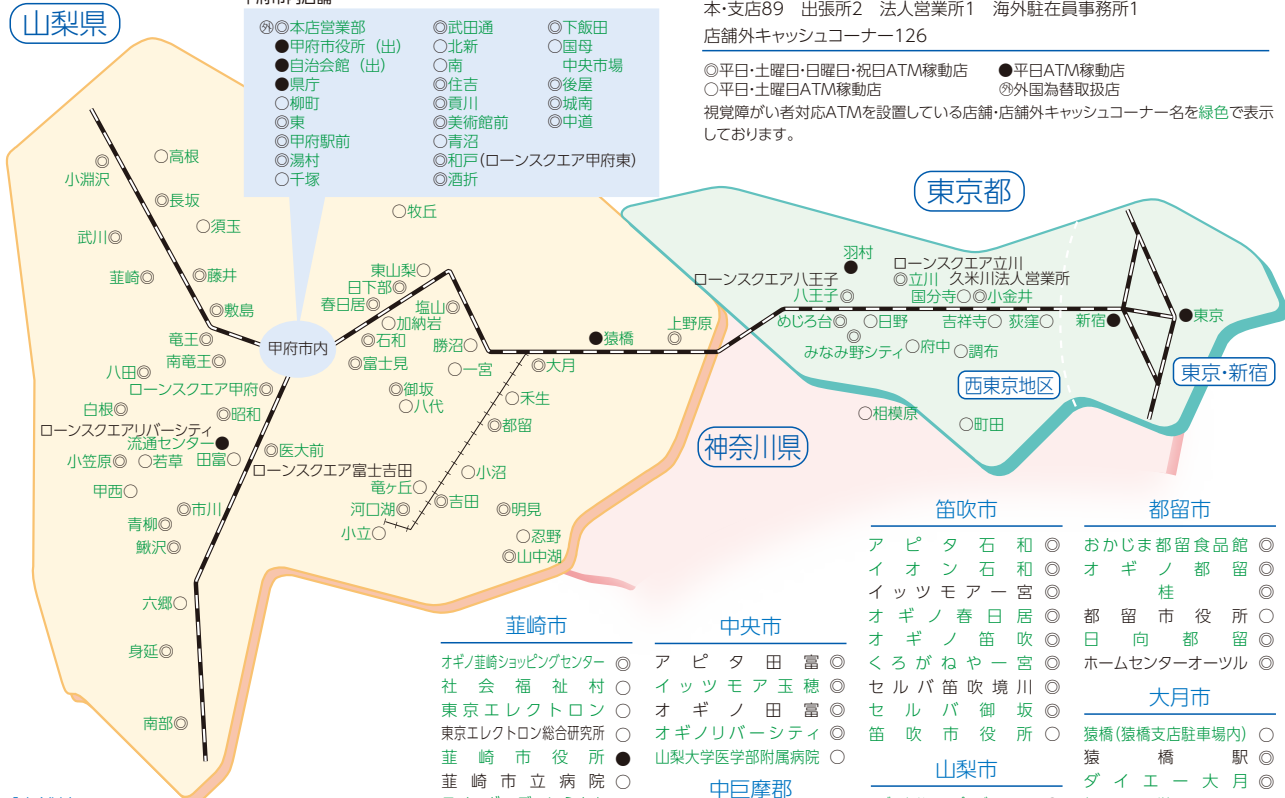 山梨県
◎外◎本店営業部
●甲府市役所（出）
●自治会館（出）
●県庁
○柳町
◎東
◎甲府駅前
◎湯村
○千塚
◎武田通
○北新
○南
◎住吉
◎貢川
◎美術館前
○青沼
◎和戸(ローンスクエア甲府東)
◎酒折
◎下飯田
○国母
中央市場
◎後屋
◎城南
◎中道
本・支店89　出張所2　法人営業所1　海外駐在員事務所1
店舗外キャッシュコーナー126
◎平日・土曜日・日曜日・祝日ATM稼動店　●平日ATM稼動店
○平日・土曜日ATM稼動店　外外国為替取扱店
視覚障がい者対応ATMを設置している店舗・店舗外キャッシュコーナー名を緑色で表示
しております。
◎小淵沢
○高根
◎長坂
○須玉
武川◎
韮崎◎
◎藤井
◎敷島
竜王◎
南竜王◎
八田◎
ローンスクエア甲府◎
白根◎
◎昭和
ローンスクエアリバーシティ
流通センター●
小笠原◎
○若草
田富○
◎医大前
甲西○
◎市川
青柳◎
鰍沢◎
六郷○
身延◎
南部◎
甲府市内
○牧丘
東山梨○
日下部◎
春日居◎
塩山◎
○加納岩
◎石和
勝沼○
◎富士見
○一宮
◎御坂
○八代
●猿橋
上野原◎
◎大月
○禾生
◎都留
ローンスクエア富士吉田
○小沼
竜ヶ丘○
河口湖◎
◎吉田
◎明見
小立○
○忍野
◎山中湖
神奈川県
東京都
羽村●
ローンスクエア立川
ローンスクエア八王子
◎立川
久米川法人営業所
八王子◎
国分寺○◎小金井
めじろ台◎
○日野
吉祥寺○
荻窪○
新宿●
●東京
みなみ野シティ◎
○府中
○調布
西東京地区
東京・新宿
○相模原
○町田
韮崎市
オギノ韮崎ショッピングセンター◎
社会福祉村○
東京エレクトロン○
東京エレクトロン総合研究所○
韮崎市役所●
韮崎市立病院○
中央市
アピタ田富◎
イッツモア玉穂◎
オギノ田富◎
オギノリバーシティ◎
山梨大学医学部附属病院○
中巨摩郡
笛吹市
アピタ石和◎
イオン石和◎
イッツモア一宮◎
オギノ春日居◎
オギノ笛吹◎
くろがねや一宮◎
セルバ笛吹境川◎
セルバ御坂◎
笛吹市役所○
山梨市
都留市
おかじま都留食品館◎
オギノ都留◎
桂◎
都留市役所○
日向都留◎
ホームセンターオーツル◎
大月市
猿橋(猿橋支店駐車場内)○
猿橋駅◎
ダイエー大月◎